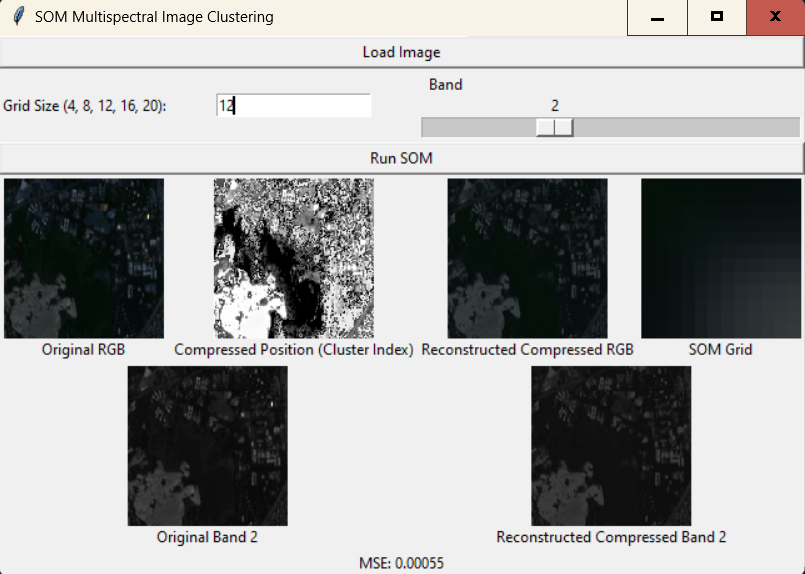 SOM Multispectral Image Clustering
Load Image
Band
Grid Size (4, 8, 12, 16, 20): 12 2
Run SOM
Original RGB Compressed Position (Cluster Index) Reconstructed Compressed RGB SOM Grid
Original Band 2 Reconstructed Compressed Band 2
MSE: 0.00055